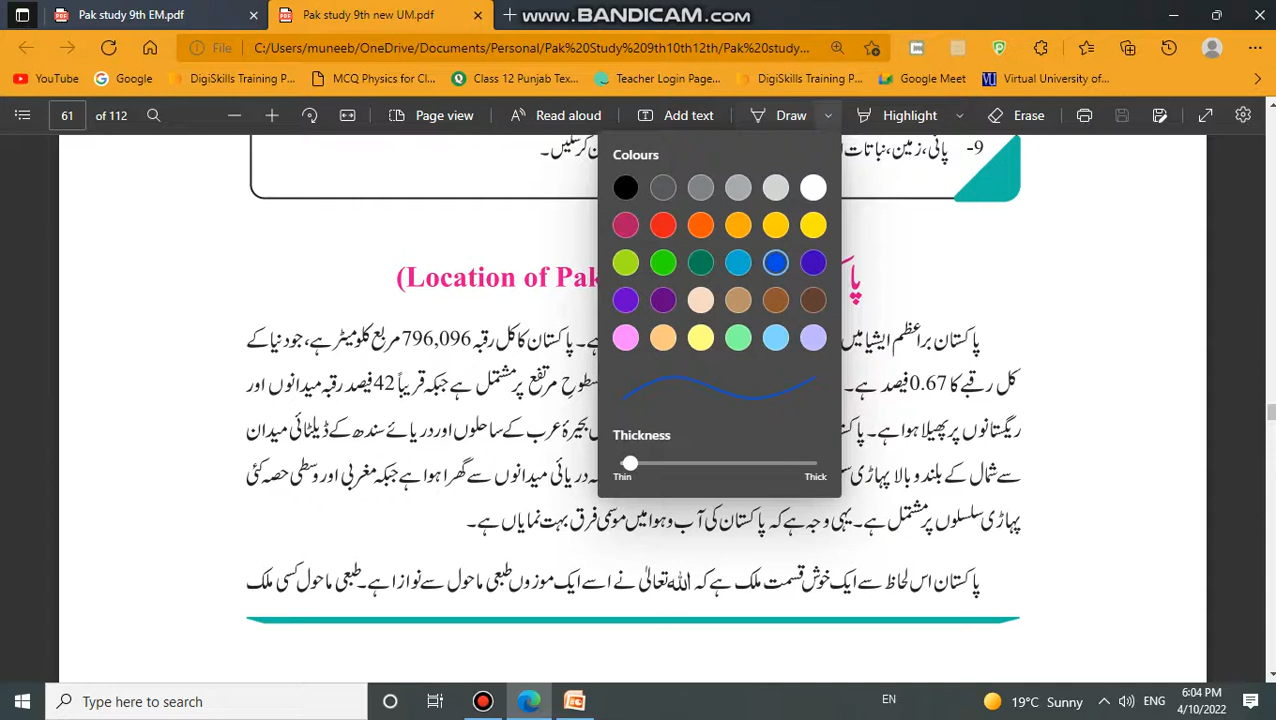 Pak study 9th EM.pdf
Pak study 9th new UM.pdf
www.BANDICAM.com
File
C:/Users/muneeb/OneDrive/Documents/Personal/Pak%20Study%209th10th12th/Pak%20study...
YouTube
Google
DigiSkills Training P...
MCQ Physics for Cl...
Class 12 Punjab Tex...
Teacher Login Page...
DigiSkills Training P...
Google Meet
Virtual University of...
61 of 112
Page view
Read aloud
Add text
Draw
Highlight
Erase
9- پانی، زمین، نباتات
کرسکیں۔
Colours
(Location of Pak
پاکستان براعظم ایشیا میں
ہے۔ پاکستان کا کل رقبہ 796,096 مربع کلومیٹر ہے، جو دنیا کے
کل رقبے کا 0.67 فیصد ہے۔
سطوحِ مرتفع پر مشتمل ہے جبکہ قریباً 42 فیصد رقبہ میدانوں اور
ریگستانوں پر پھیلا ہوا ہے۔
بحیرۂ عرب کے ساحلوں اور دریائے سندھ کے ڈیلٹائی میدان
Thickness
Thin
Thick
سے شمال کے بلند و بالا پہاڑی
دریائی میدانوں سے گھرا ہوا ہے جبکہ مغربی اور وسطی حصہ کئی
پہاڑی سلسلوں پر مشتمل ہے۔ یہی وجہ ہے کہ پاکستان کی آب و ہوا میں موسمی فرق بہت نمایاں ہے۔
پاکستان اس لحاظ سے ایک خوش قسمت ملک ہے کہ اللہ تعالیٰ نے اسے ایک موزوں طبعی ماحول سے نوازا ہے۔ طبعی ماحول کسی ملک
Type here to search
EN
19°C Sunny
ENG
6:04 PM
4/10/2022